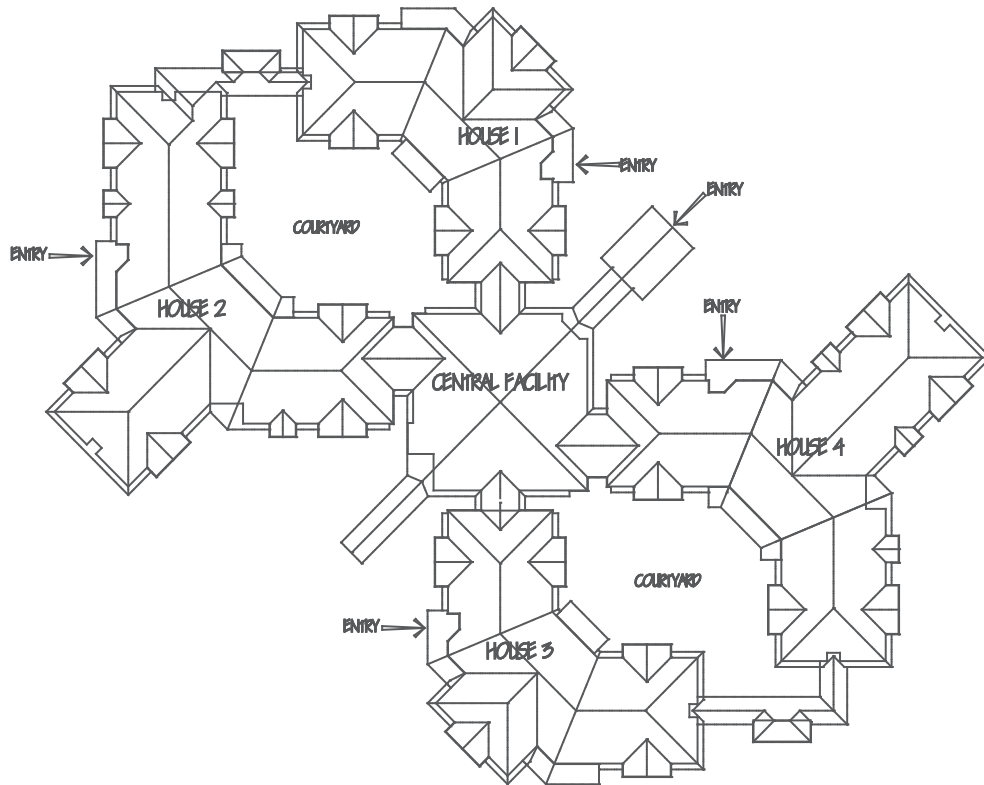 HOUSE 1
ENTRY
ENTRY
COURTYARD
ENTRY
HOUSE 2
ENTRY
CENTRAL FACILITY
HOUSE 4
COURTYARD
ENTRY
HOUSE 3